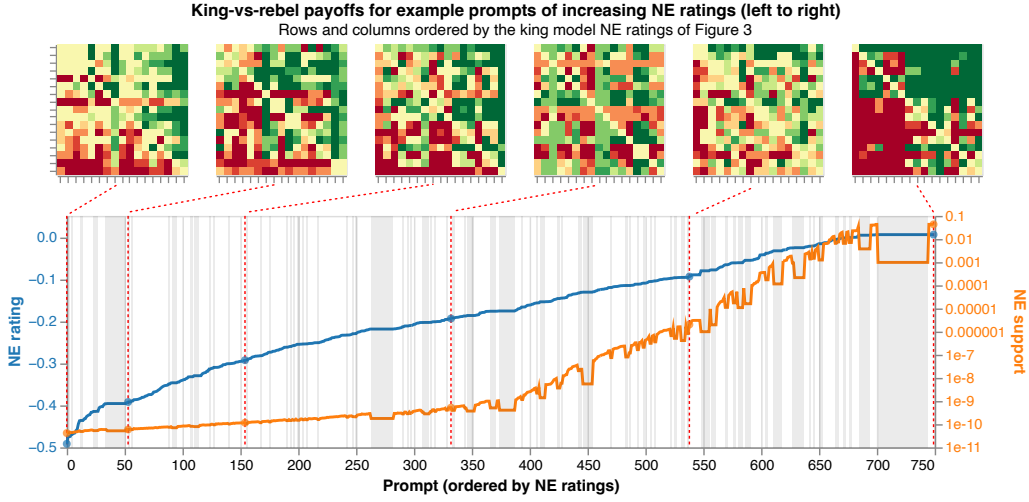 King-vs-rebel payoffs for example prompts of increasing NE ratings (left to right)
Rows and columns ordered by the king model NE ratings of Figure 3
0.0
−0.1
−0.2
−0.3
−0.4
−0.5
NE rating
0.1
0.01
0.001
0.0001
0.00001
0.000001
1e-7
1e-8
1e-9
1e-10
1e-11
NE support
0 50 100 150 200 250 300 350 400 450 500 550 600 650 700 750
Prompt (ordered by NE ratings)